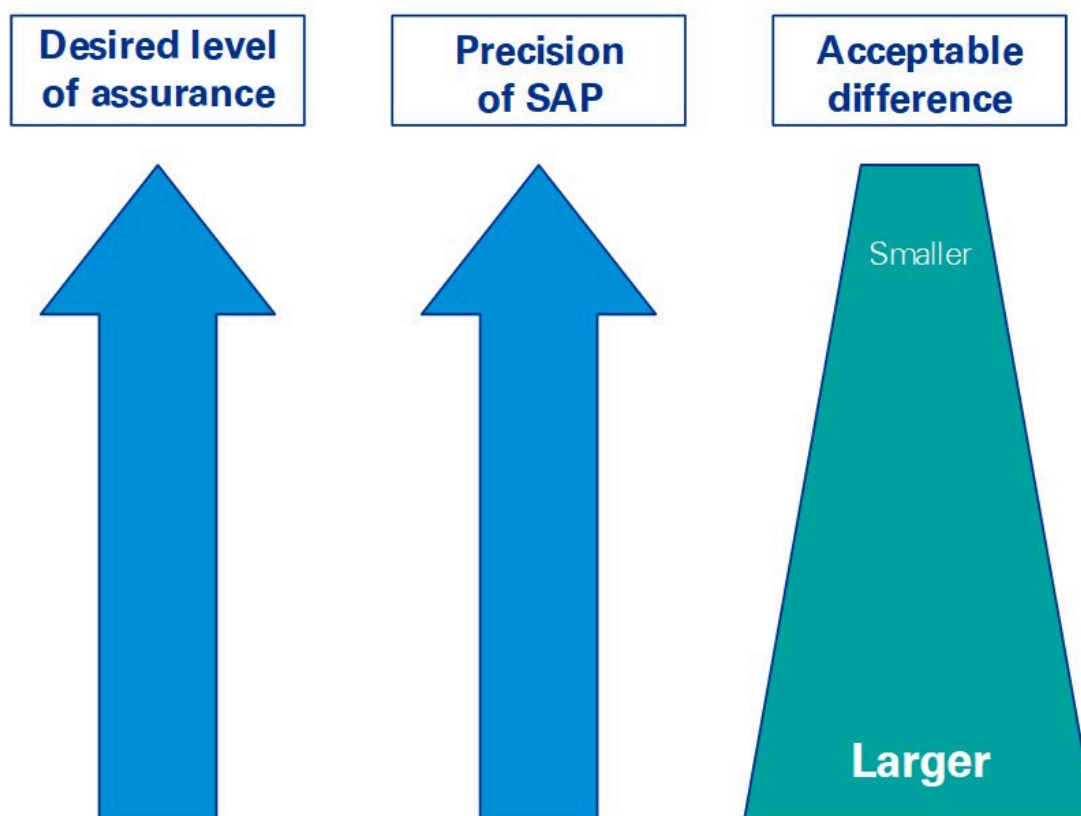 Desired level
of assurance
Precision
of SAP
Acceptable
difference
Smaller
Larger